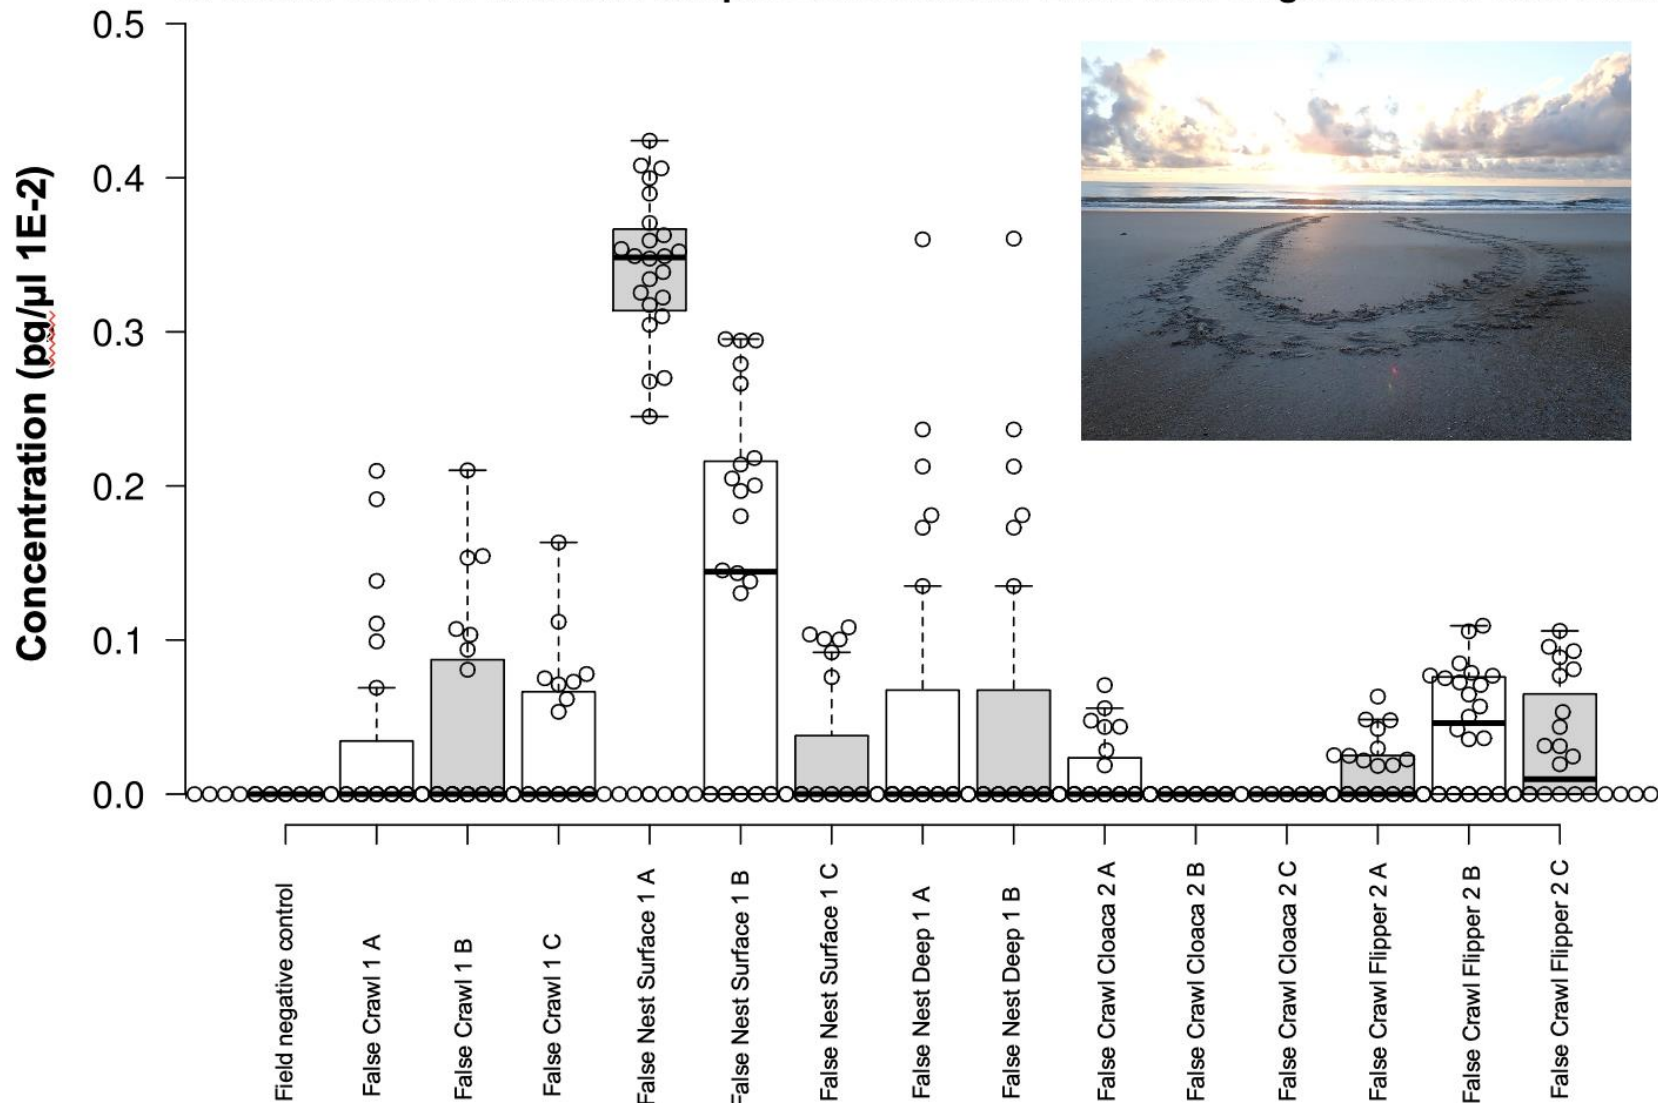 Concentration (pg/µl 1E-2)
0.5
0.4
0.3
0.2
0.1
0.0
Field negative control
False Crawl 1 A
False Crawl 1 B
False Crawl 1 C
False Nest Surface 1 A
False Nest Surface 1 B
False Nest Surface 1 C
False Nest Deep 1 A
False Nest Deep 1 B
False Crawl Cloaca 2 A
False Crawl Cloaca 2 B
False Crawl Cloaca 2 C
False Crawl Flipper 2 A
False Crawl Flipper 2 B
False Crawl Flipper 2 C